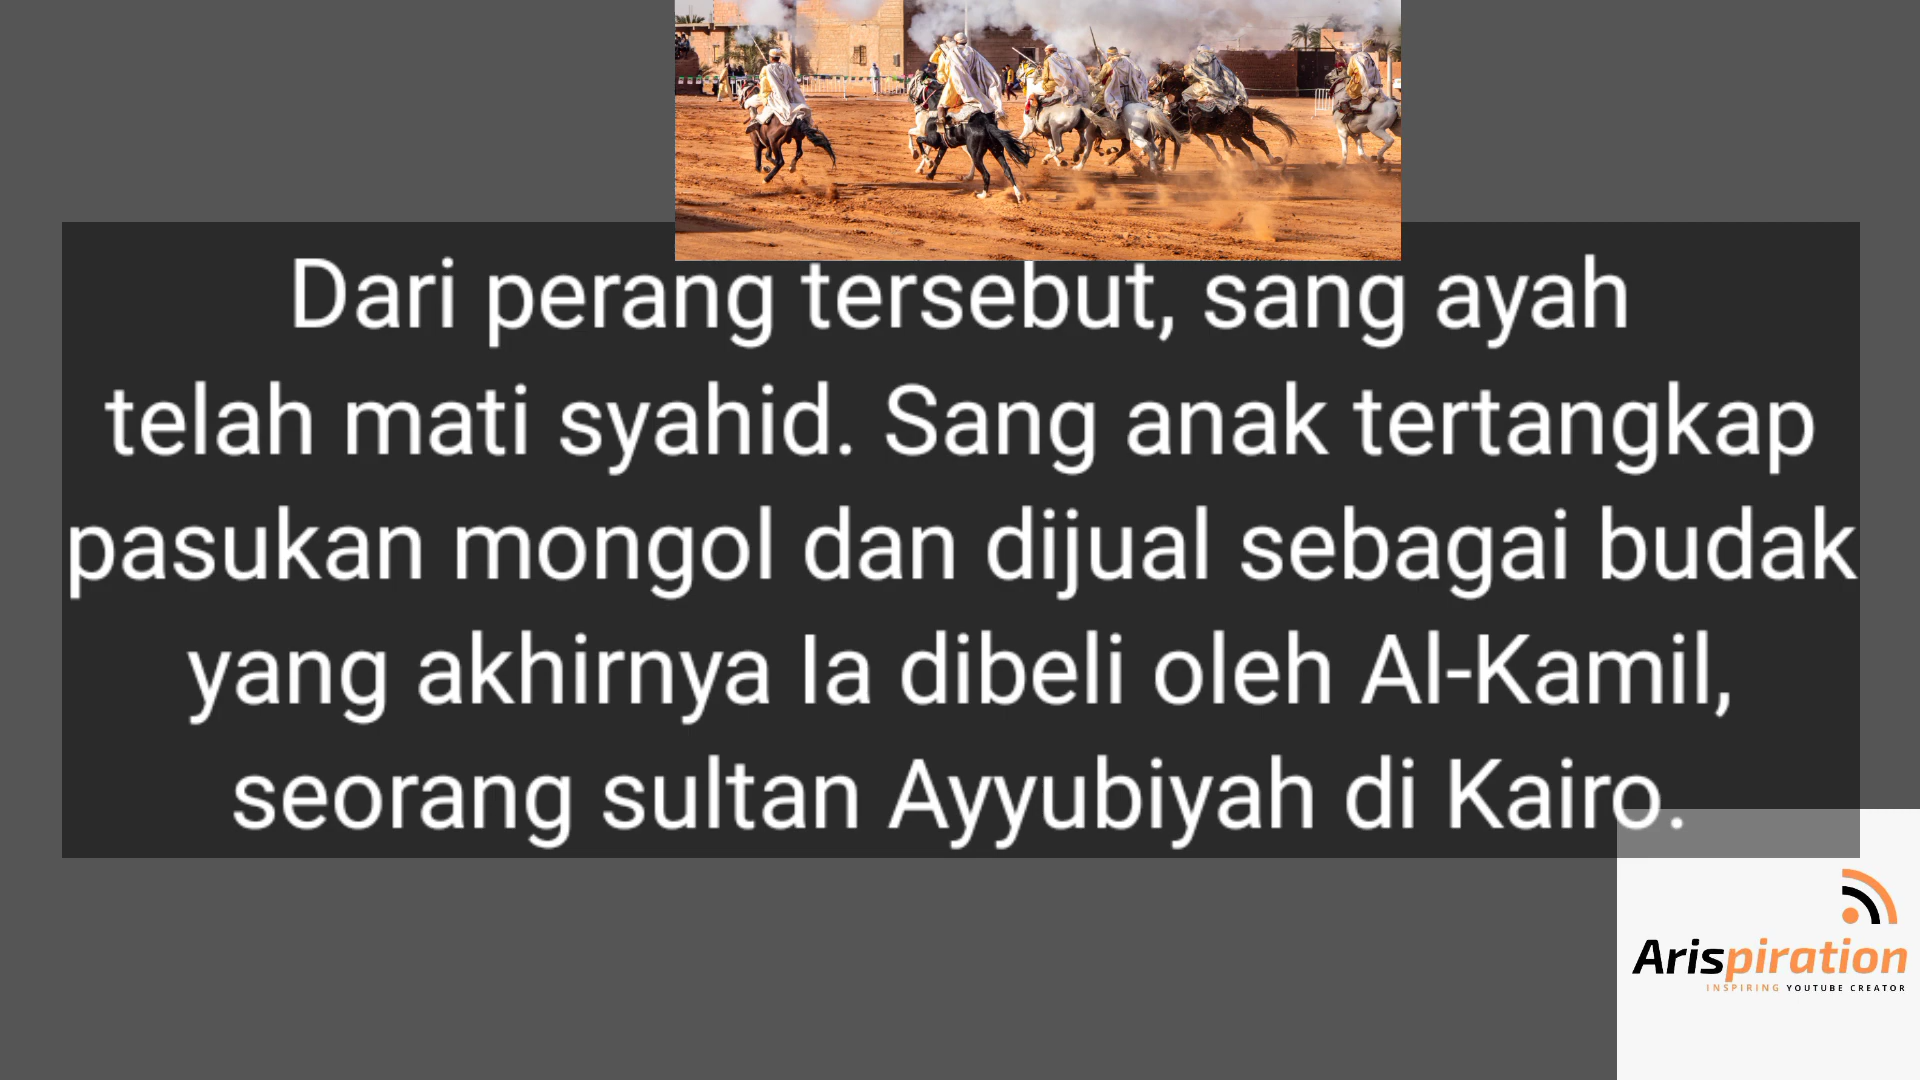 Dari perang tersebut, sang ayah
telah mati syahid. Sang anak tertangkap
pasukan mongol dan dijual sebagai budak
yang akhirnya Ia dibeli oleh Al-Kamil,
seorang sultan Ayyubiyah di Kairo.
Arispiration
INSPIRING YOUTUBE CREATOR